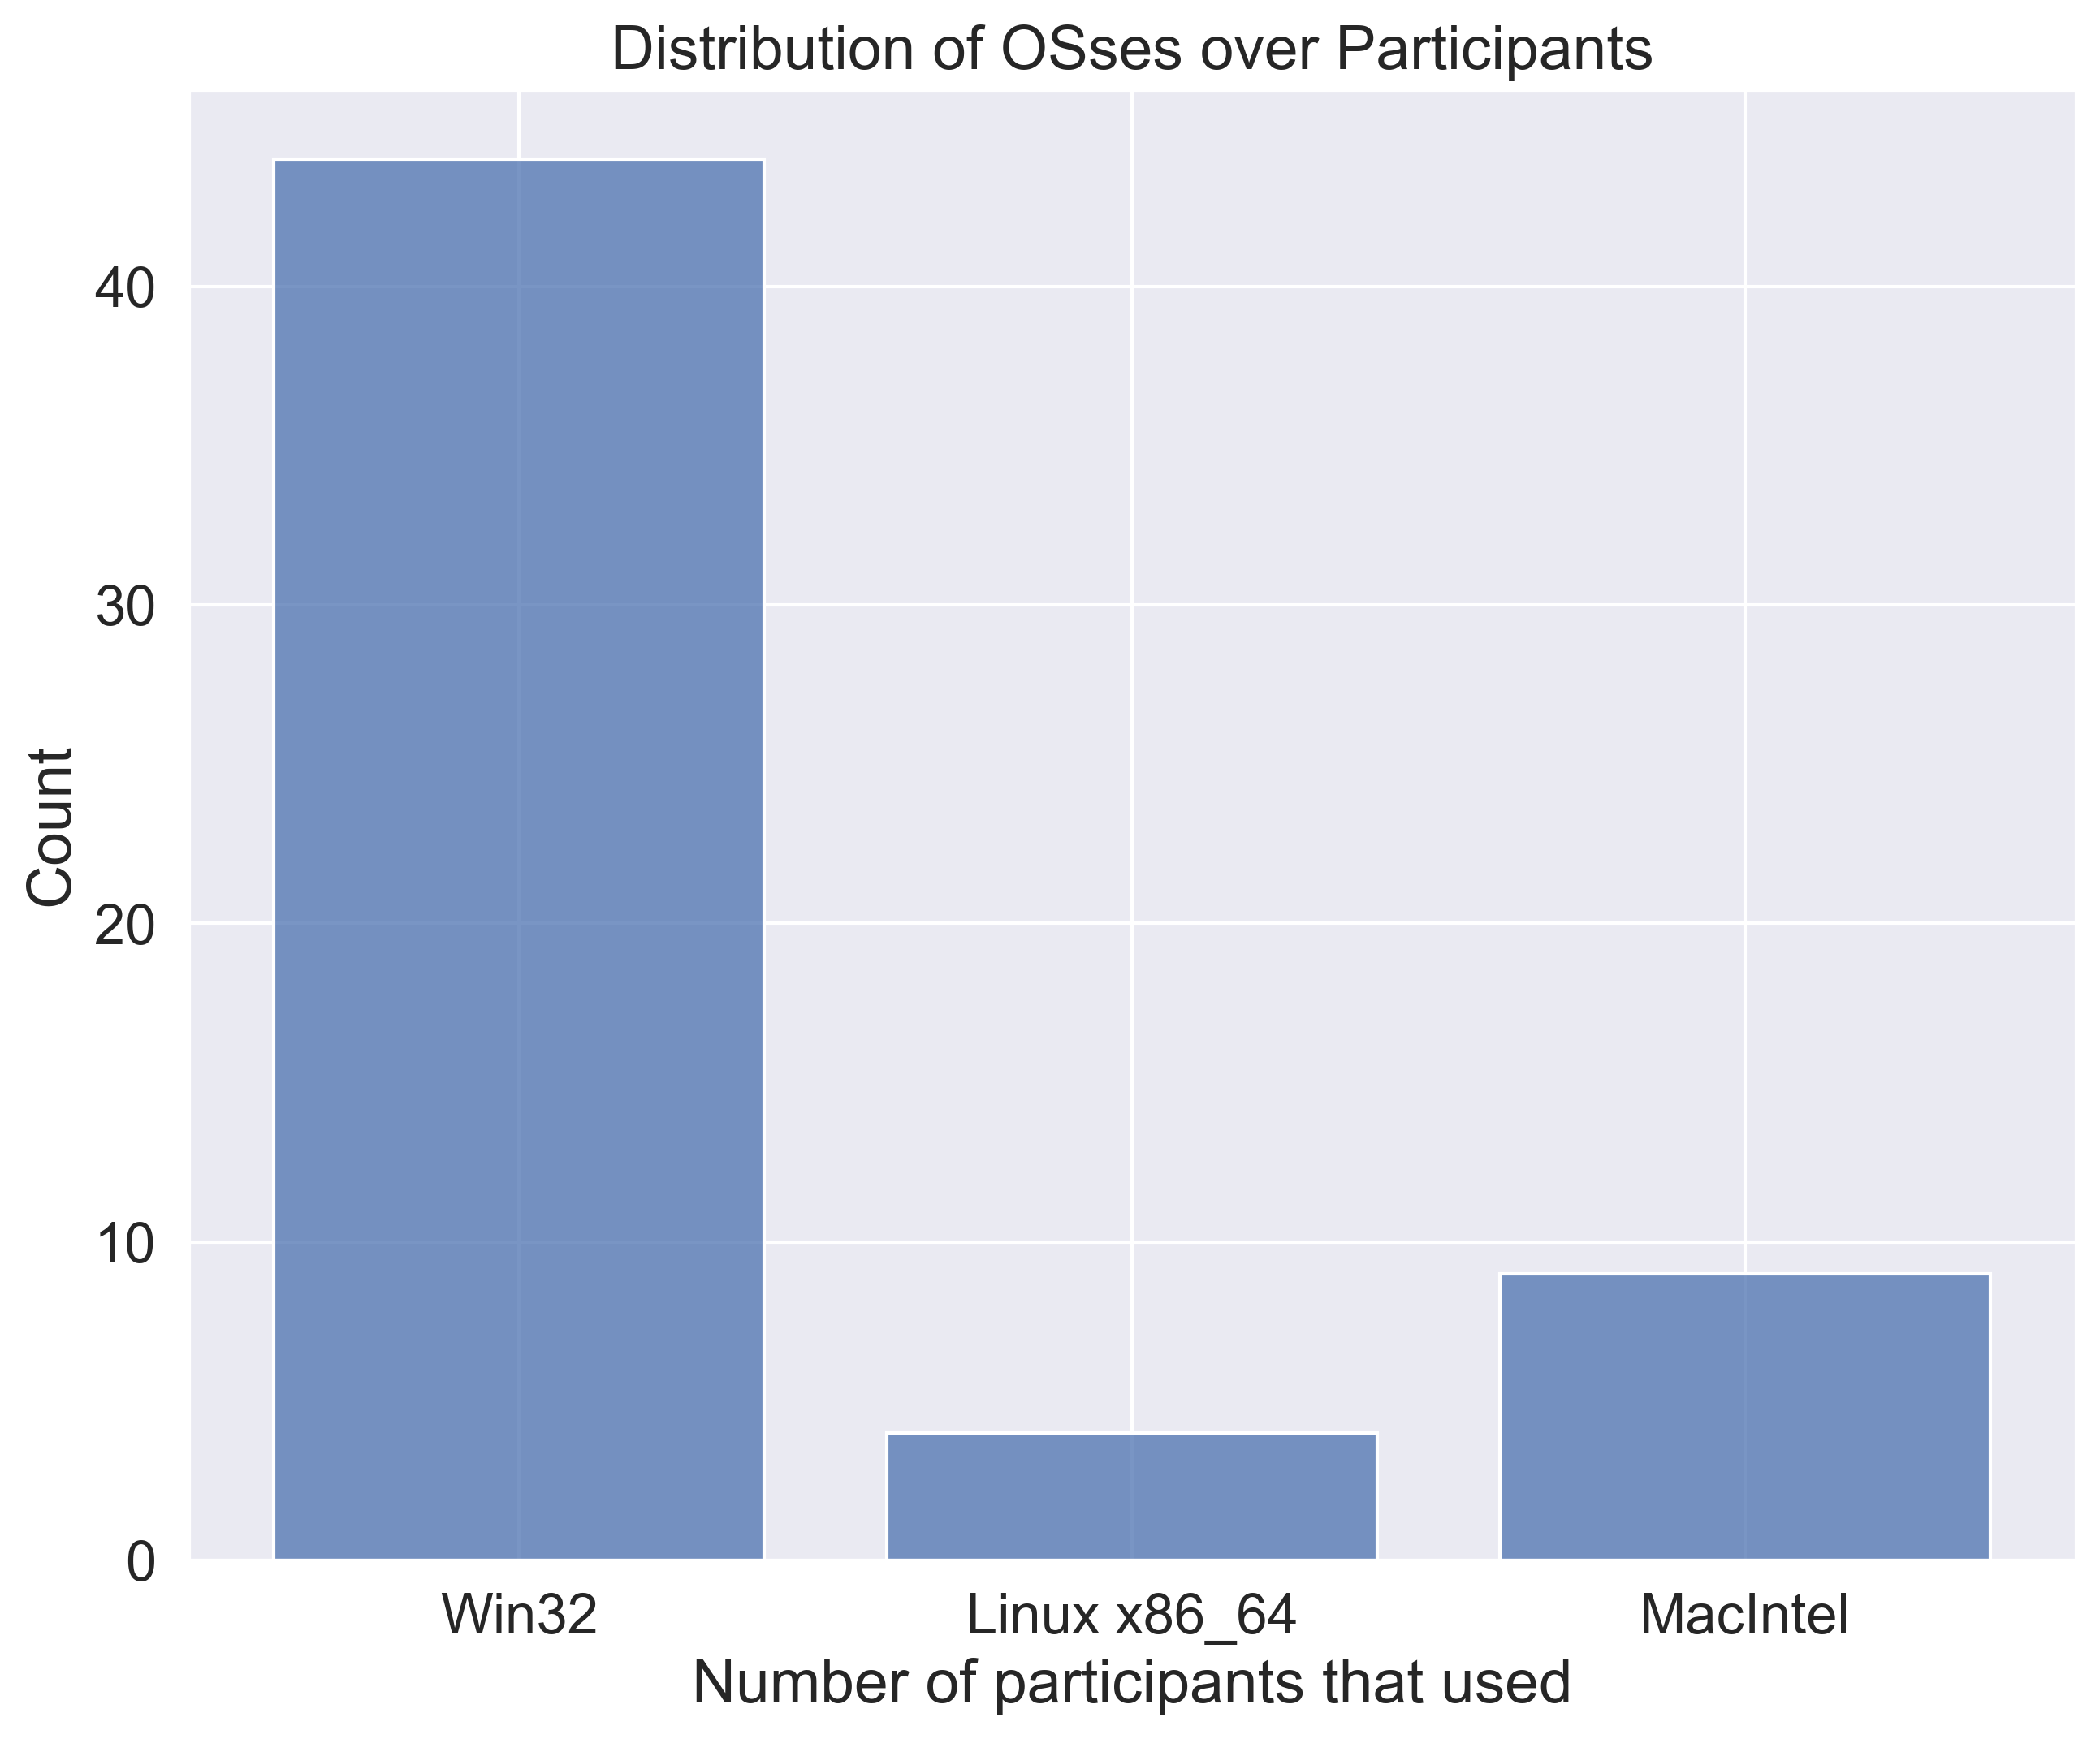 Distribution of OSses over Participants
40
30
20
10
0
Count
Win32
Linux x86_64
MacIntel
Number of participants that used